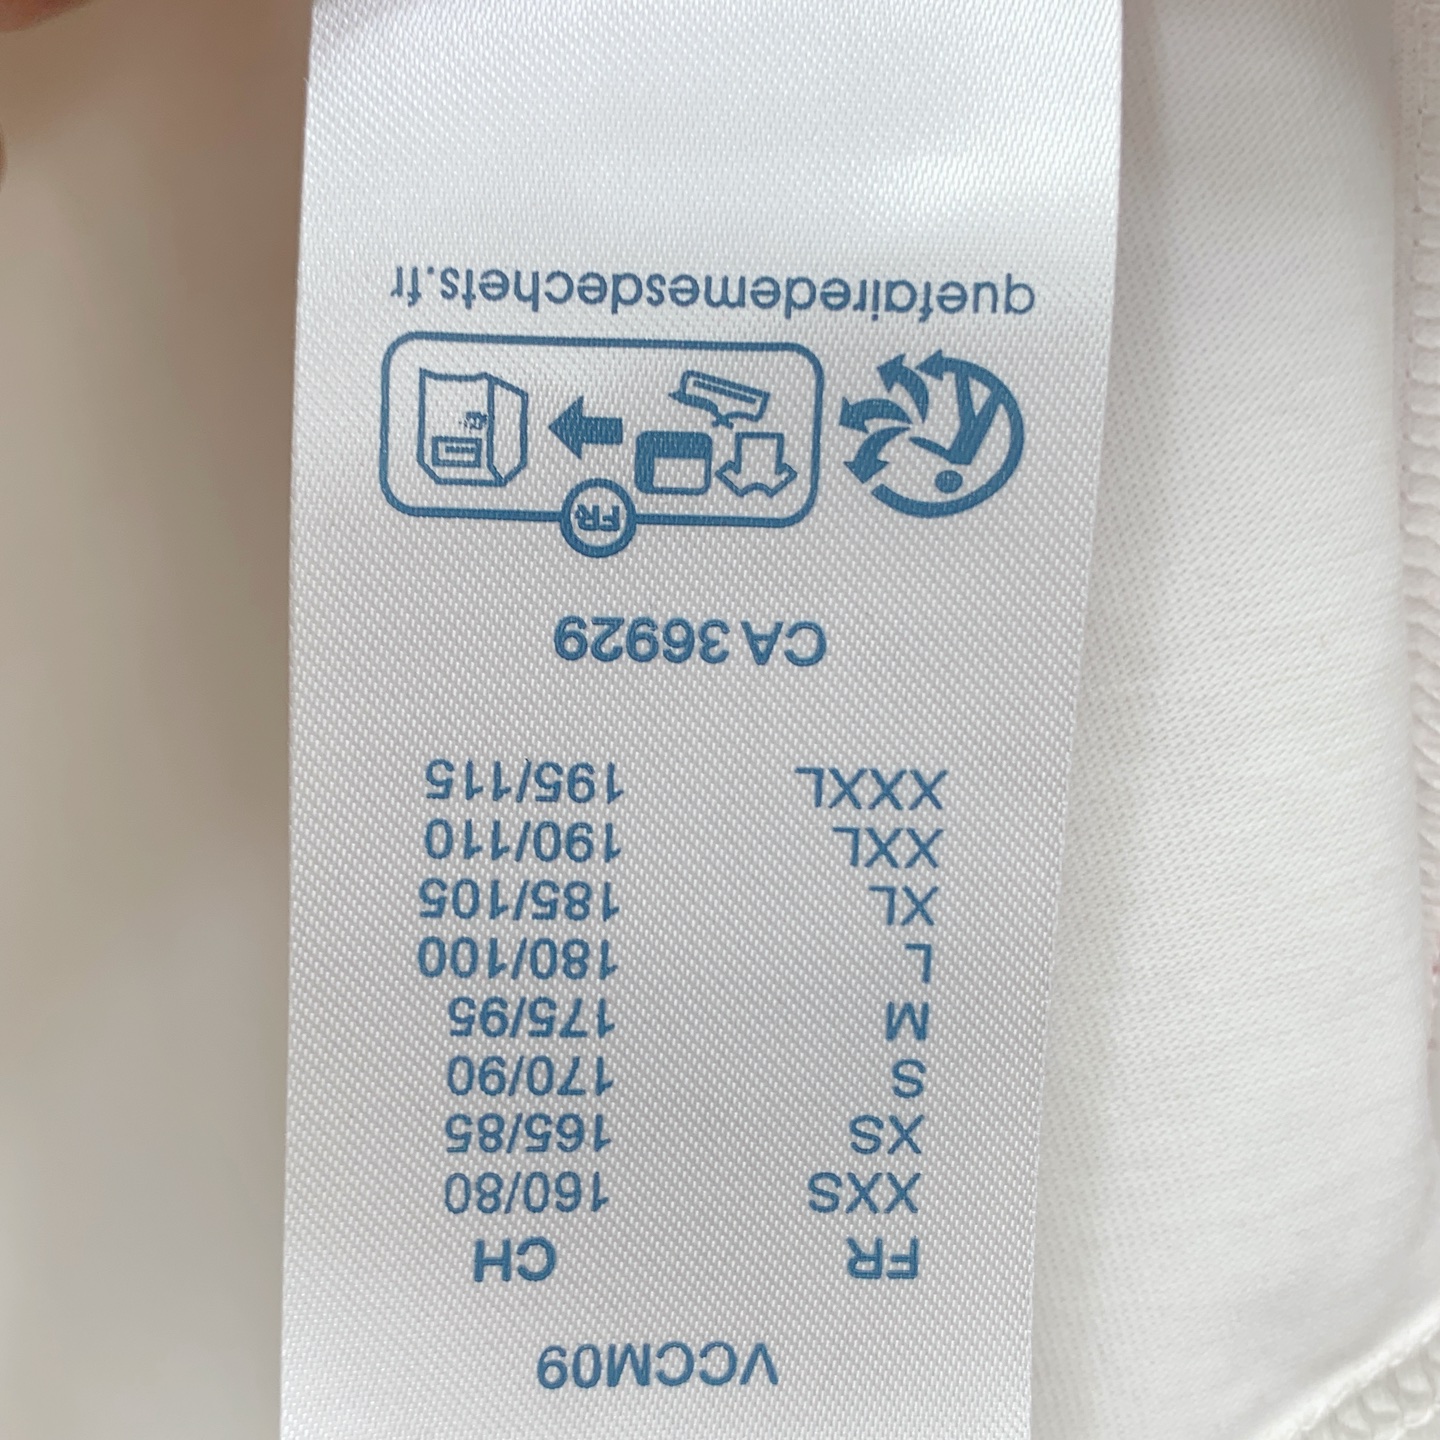 VCCM09
FR CH
XXS 160/80
XS 165/85
S 170/90
M 175/95
L 180/100
XL 185/105
XXL 190/110
XXXL 195/115
CA 36929
FR
quefairedemesdechets.fr